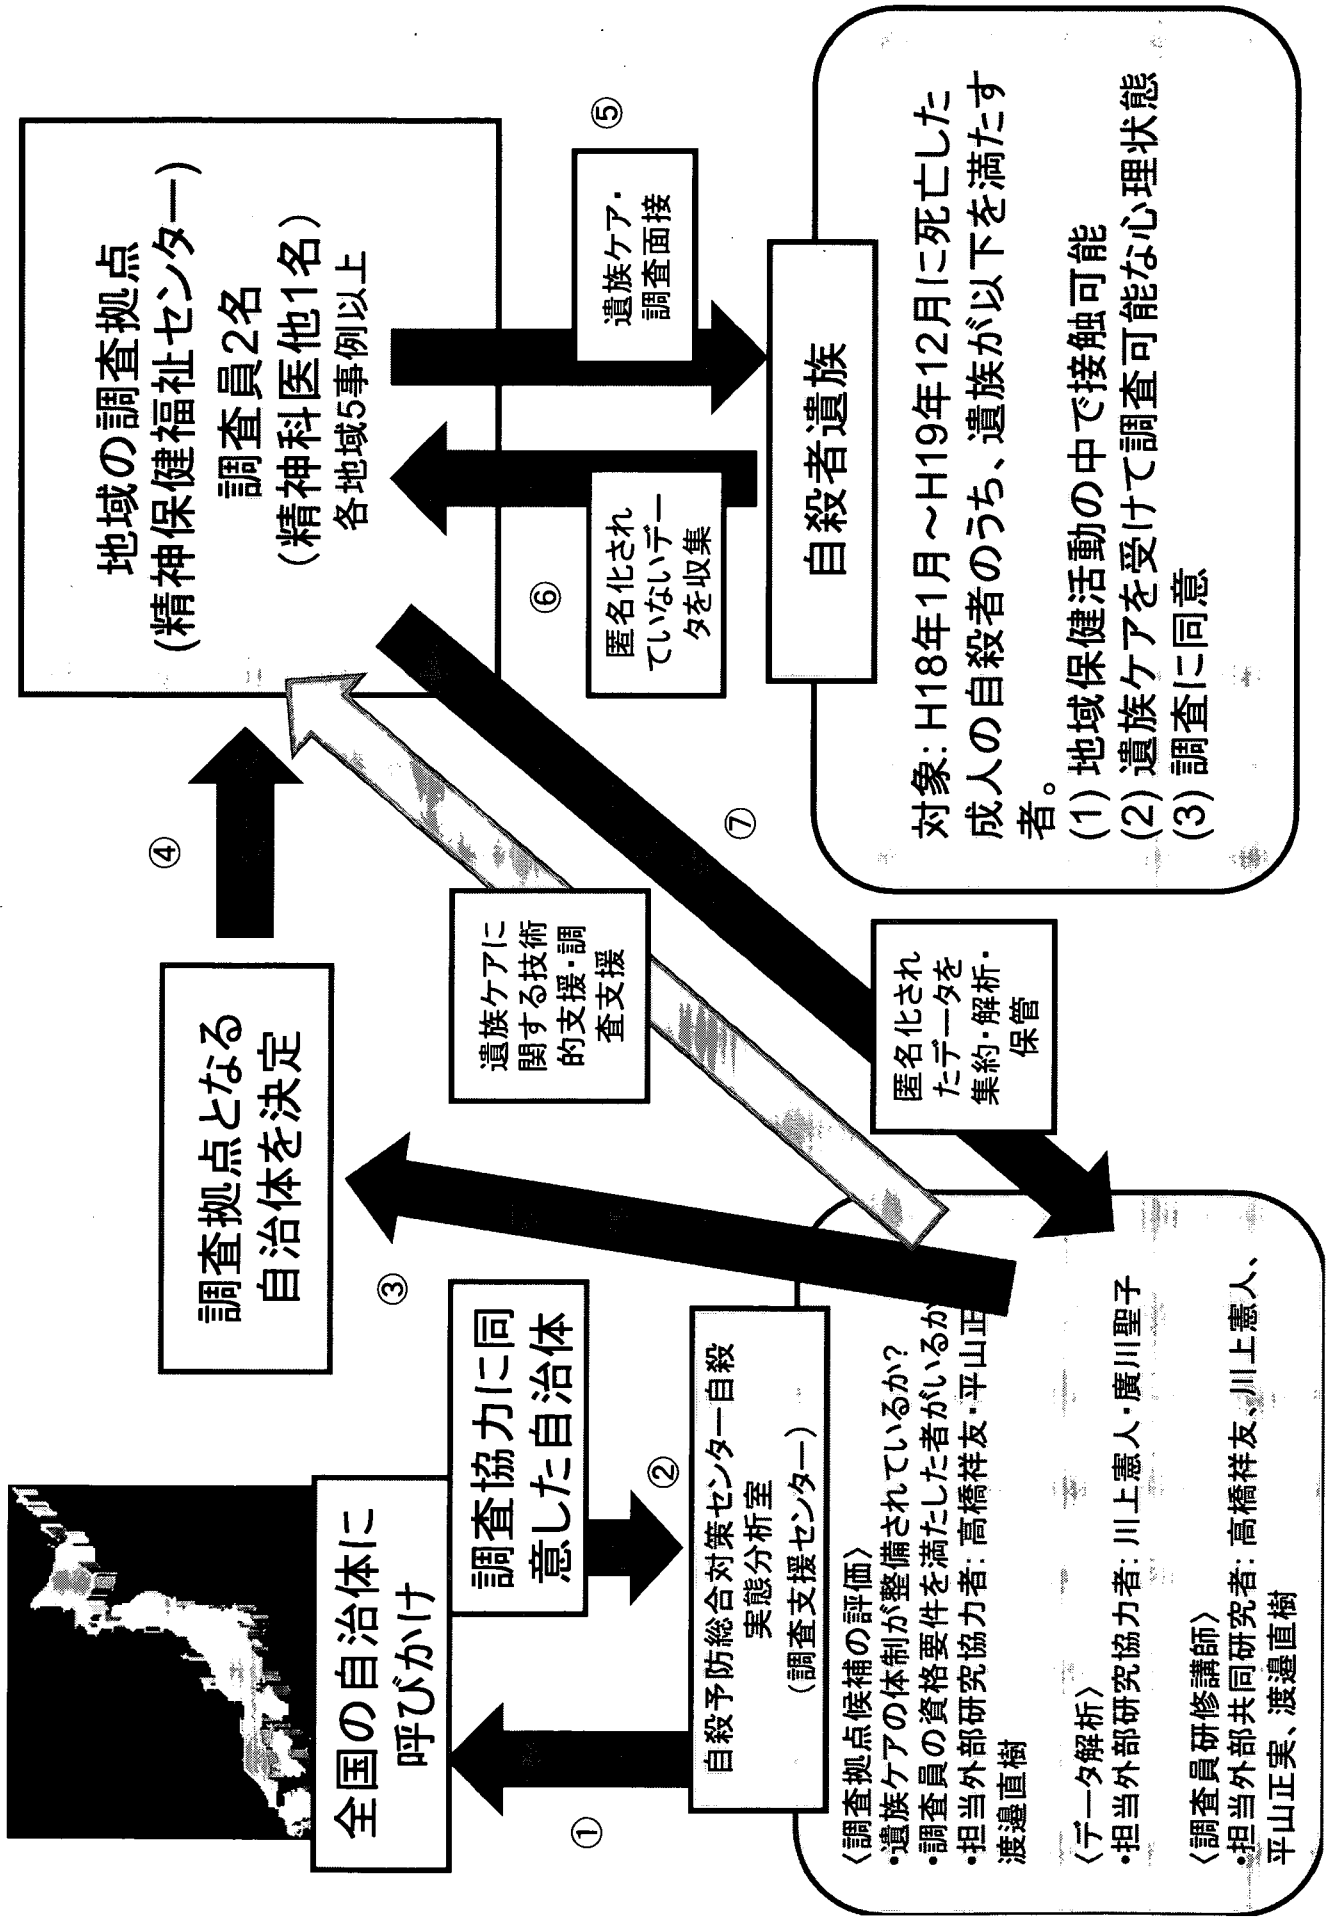 全国の自治体に
呼びかけ
①
調査協力に同
意した自治体
②
自殺予防総合対策センター自殺
実態分析室
(調査支援センター)
〈調査拠点候補の評価〉
・遺族ケアの体制が整備されているか?
・調査員の資格要件を満たした者がいるか
・担当外部研究協力者: 高橋祥友・平山正
渡邉直樹
〈データ解析〉
・担当外部研究協力者: 川上憲人・廣川聖子
〈調査員研修講師〉
・担当外部共同研究者: 高橋祥友、川上憲人、
平山正実、渡邉直樹
③
調査拠点となる
自治体を決定
④
遺族ケアに
関する技術
的支援・調
査支援
地域の調査拠点
(精神保健福祉センター)
調査員2名
(精神科医他1名)
各地域5事例以上
⑤
遺族ケア・
調査面接
⑥
匿名化され
ていないデー
タを収集
⑦
匿名化され
たデータを
集約・解析・
保管
自殺者遺族
対象: H18年1月~H19年12月に死亡した
成人の自殺者のうち、遺族が以下を満たす
者。
(1) 地域保健活動の中で接触可能
(2) 遺族ケアを受けて調査可能な心理状態
(3) 調査に同意